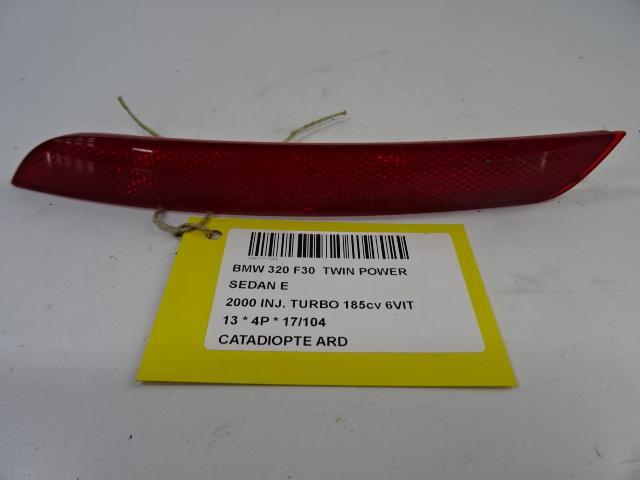 BMW 320 F30 TWIN POWER
SEDAN E
2000 INJ. TURBO 185cv 6VIT
13 * 4P * 17/104
CATADIOPTE ARD